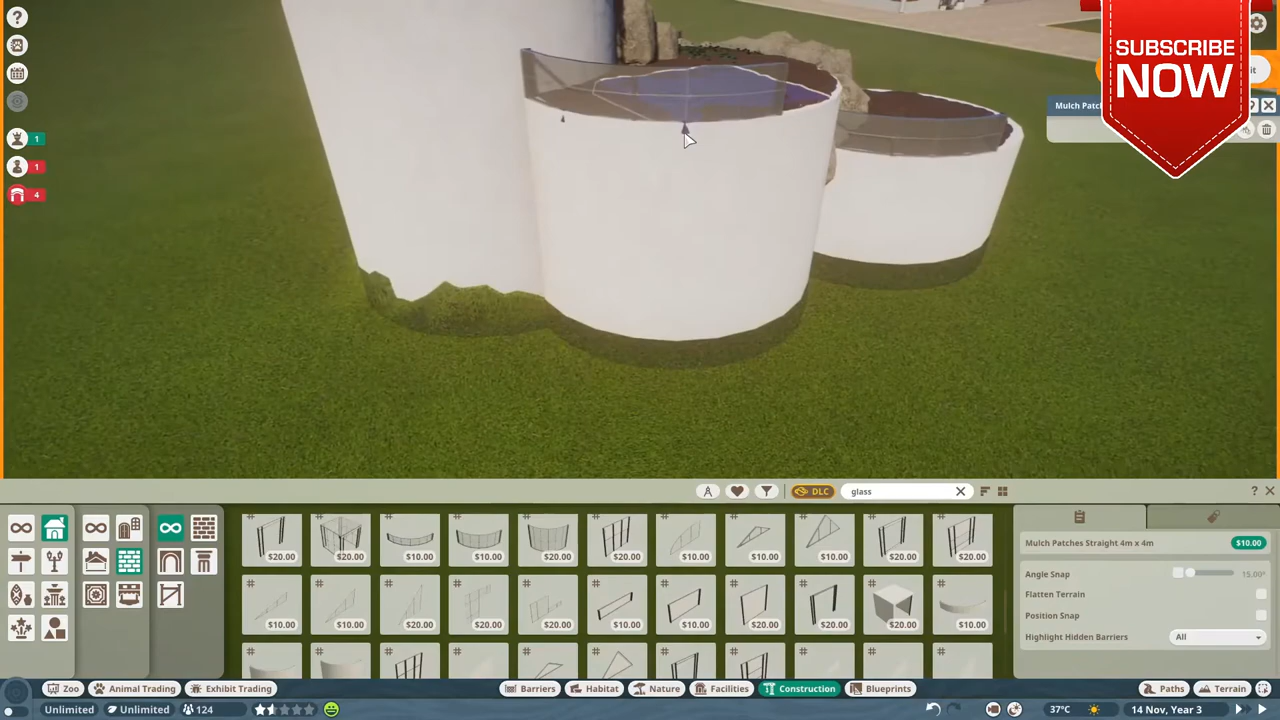 SUBSCRIBE
NOW
Mulch Patc
it
1
1
4
DLC
glass
$20.00 $20.00 $10.00 $10.00 $20.00 $20.00 $10.00 $10.00 $20.00 $20.00 $20.00
$10.00 $10.00 $20.00 $20.00 $20.00 $10.00 $10.00 $20.00 $20.00 $20.00 $10.00
Mulch Patches Straight 4m x 4m $10.00
Angle Snap 15.00°
Flatten Terrain
Position Snap
Highlight Hidden Barriers All
Zoo Animal Trading Exhibit Trading Barriers Habitat Nature Facilities Construction Blueprints Paths Terrain
Unlimited Unlimited 124 37°C 14 Nov, Year 3